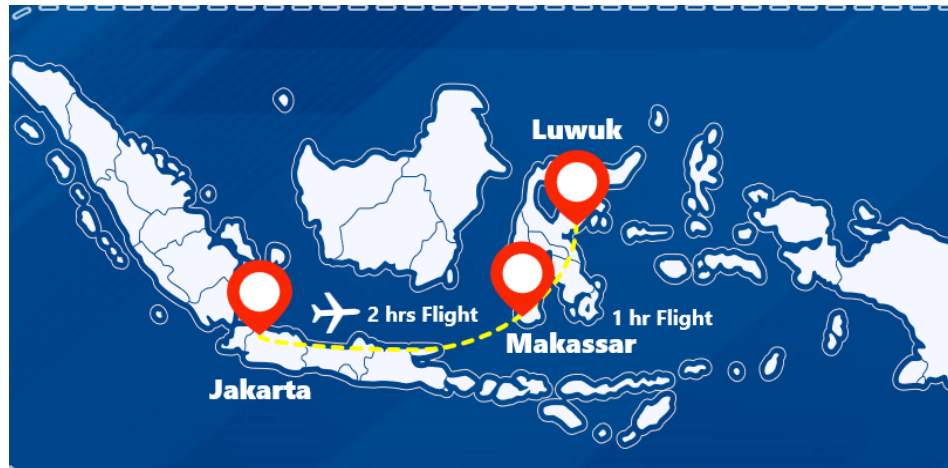 Luwuk
2 hrs Flight
1 hr Flight
Makassar
Jakarta